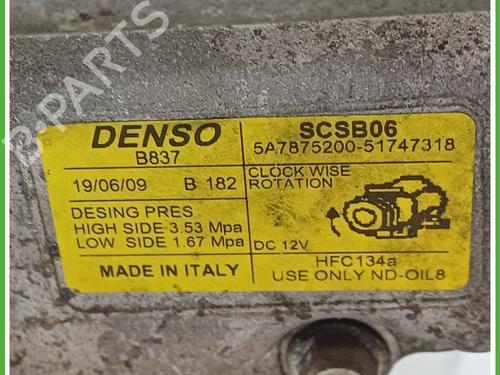 DENSO
B837
19/06/09 B 182
DESING PRES
HIGH SIDE 3.53 Mpa
LOW SIDE 1.67 Mpa
MADE IN ITALY
SCSB06
5A7875200-51747318
CLOCK WISE
ROTATION
DC 12V
HFC134a
USE ONLY ND-OIL8
B-PARTS